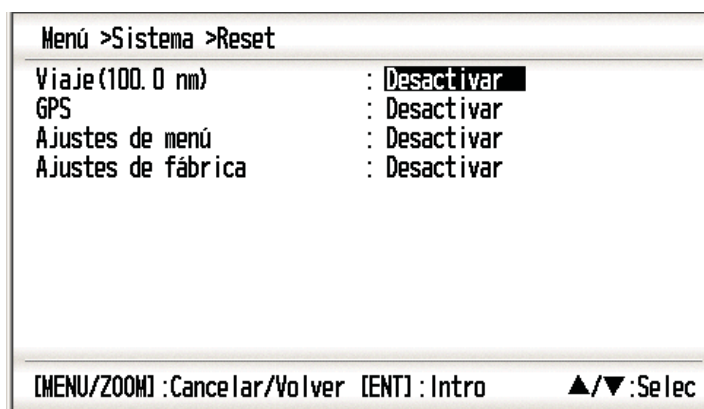 Menú >Sistema >Reset
Viaje(100.0 nm) : Desactivar
GPS : Desactivar
Ajustes de menú : Desactivar
Ajustes de fábrica : Desactivar
[MENU/ZOOM]:Cancelar/Volver [ENT]:Intro ▲/▼:Selec